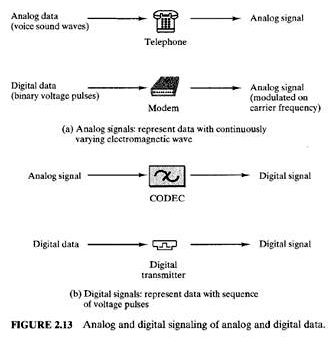 Analog data
(voice sound waves)
Analog signal
Telephone
Digital data
(binary voltage pulses)
Analog signal
(modulated on
carrier frequency)
Modem
(a) Analog signals: represent data with continuously
varying electromagnetic wave
Analog signal
Digital signal
CODEC
Digital data
Digital signal
Digital
transmitter
(b) Digital signals: represent data with sequence
of voltage pulses
FIGURE 2.13 Analog and digital signaling of analog and digital data.